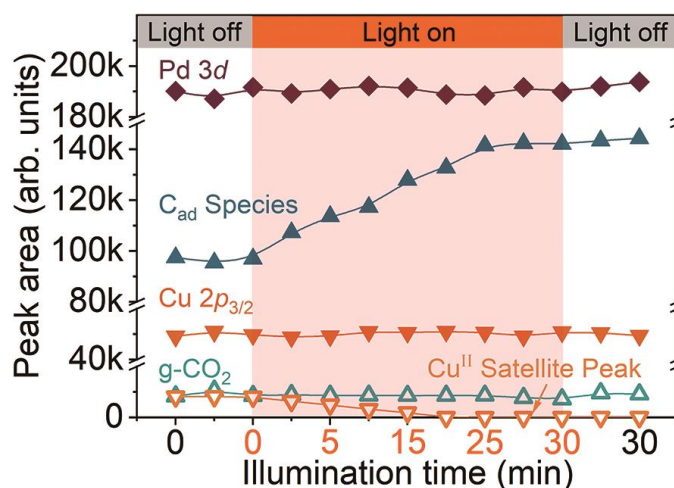 Light off Light on Light off
200k
Pd 3d
180k
140k
120k
C_ad Species
100k
80k
Cu 2p_3/2
40k
g-CO₂
Cu^II Satellite Peak
0
0 0 5 15 25 30 30
Illumination time (min)
Peak area (arb. units)